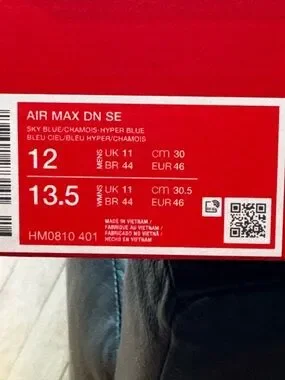 AIR MAX DN SE
SKY BLUE/CHAMOIS-HYPER BLUE
BLEU CIEL/BLEU HYPER/CHAMOIS
12 MENS UK 11 cm 30
BR 44 EUR 46
13.5 WMNS UK 11 cm 30.5
BR 44 EUR 46
MADE IN VIETNAM /
FABRIQUÉ AU VIETNAM /
FABRICADO NO VIETNÃ /
HECHO EN VIETNAM
HM0810 401